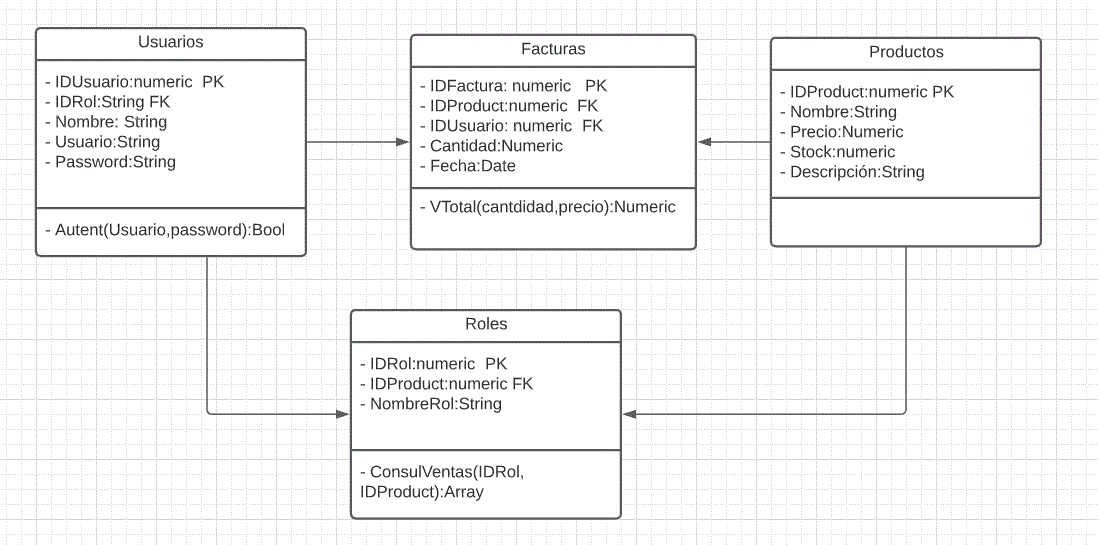 Usuarios
- IDUsuario:numeric PK
- IDRol:String FK
- Nombre: String
- Usuario:String
- Password:String
- Autent(Usuario,password):Bool
Facturas
- IDFactura: numeric PK
- IDProduct:numeric FK
- IDUsuario: numeric FK
- Cantidad:Numeric
- Fecha:Date
- VTotal(cantdidad,precio):Numeric
Productos
- IDProduct:numeric PK
- Nombre:String
- Precio:Numeric
- Stock:numeric
- Descripción:String
Roles
- IDRol:numeric PK
- IDProduct:numeric FK
- NombreRol:String
- ConsulVentas(IDRol,
IDProduct):Array